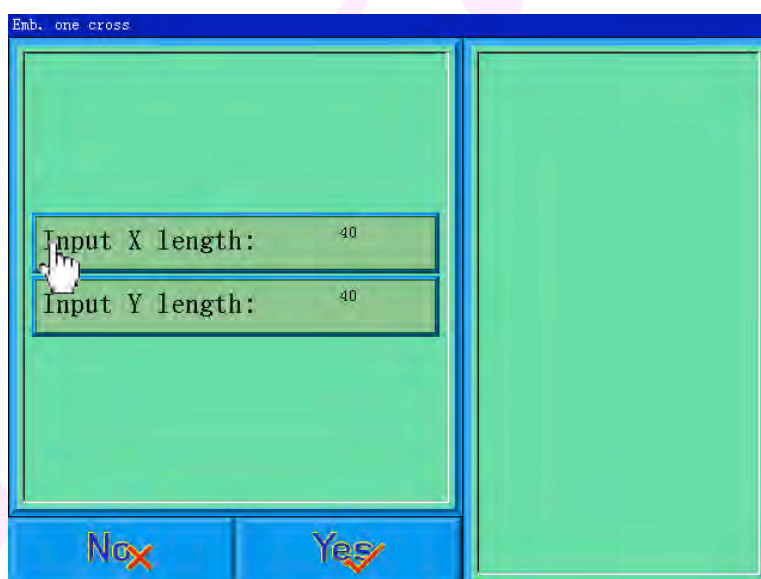 Emb. one cross
Input X length: 40
Input Y length: 40
No Yes